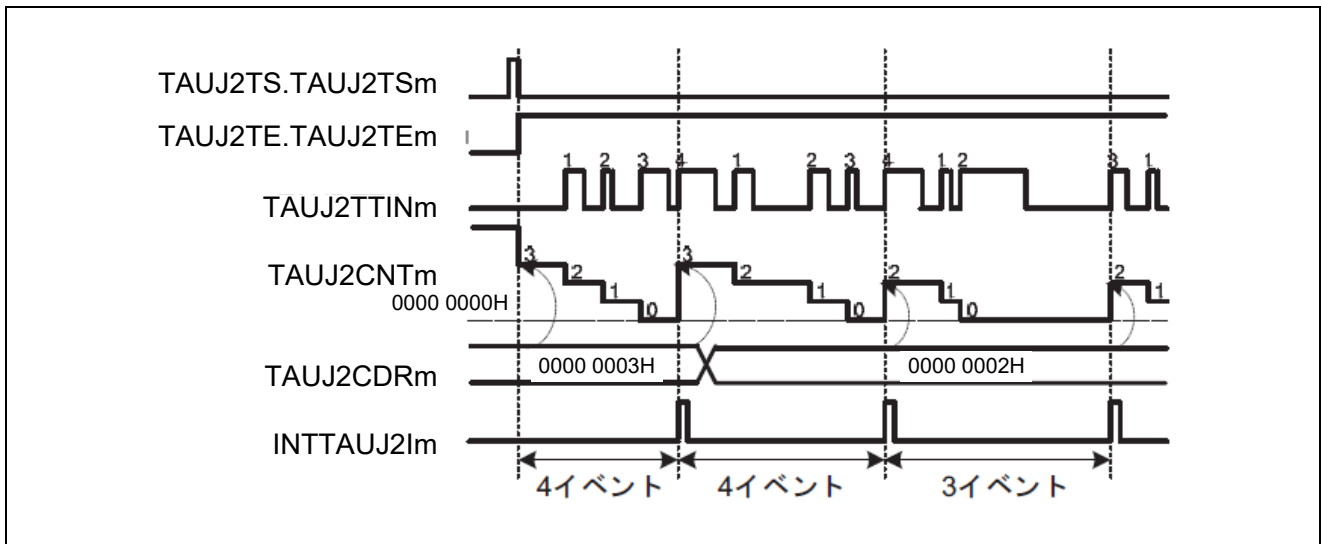 TAUJ2TS.TAUJ2TSm
TAUJ2TE.TAUJ2TEm
1 2 3 4 1 2 3 4 1 2 3 1
TAUJ2TTINm
3 2 1 0 3 2 1 0 2 1 0 2 1
TAUJ2CNTm
0000 0000H
0000 0003H 0000 0002H
TAUJ2CDRm
INTTAUJ2Im
4イベント 4イベント 3イベント